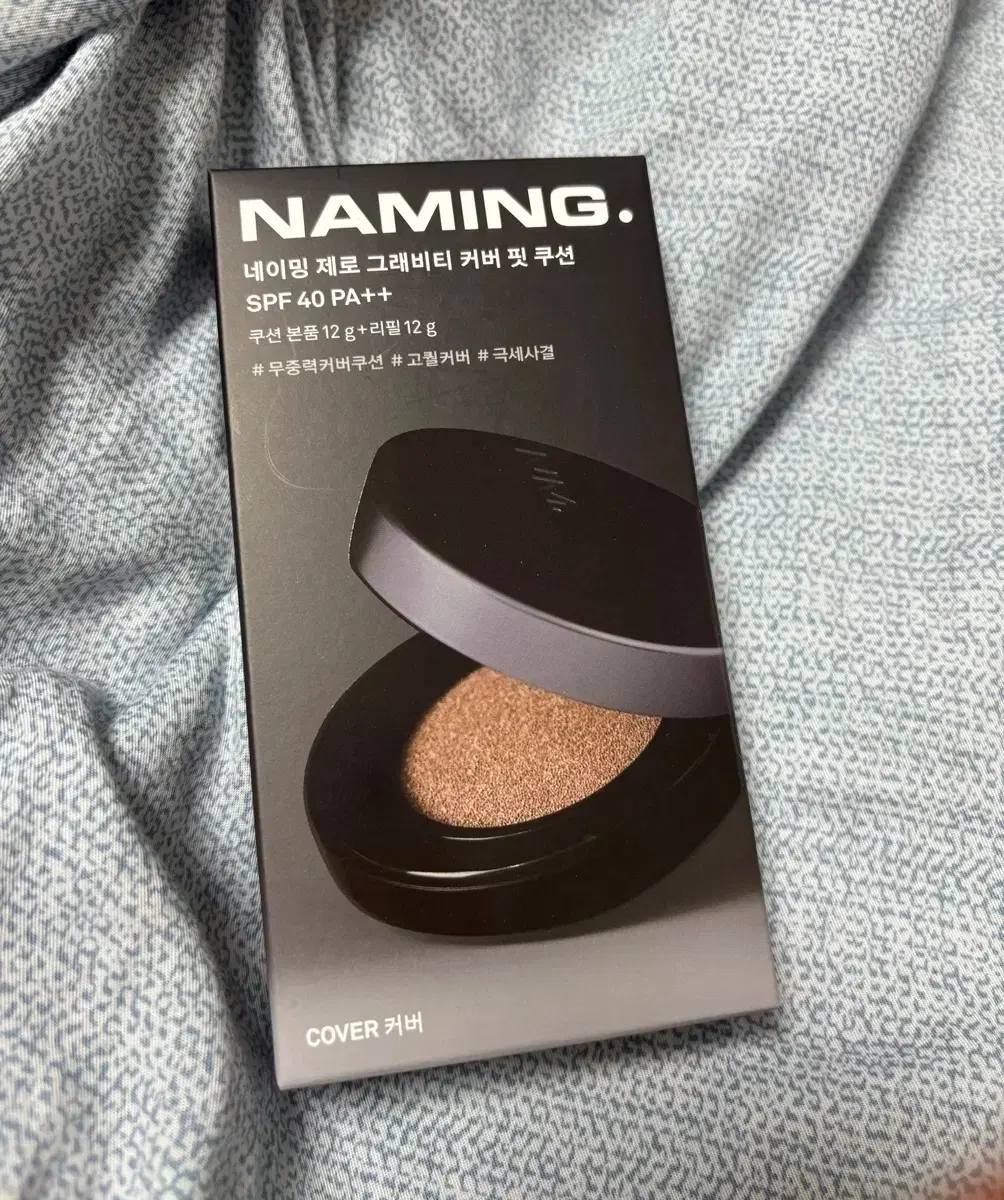 NAMING.
네이밍 제로 그래비티 커버 핏 쿠션
SPF 40 PA++
쿠션 본품 12 g+리필 12 g
# 무중력커버쿠션 # 고퀄커버 # 극세사결
COVER 커버